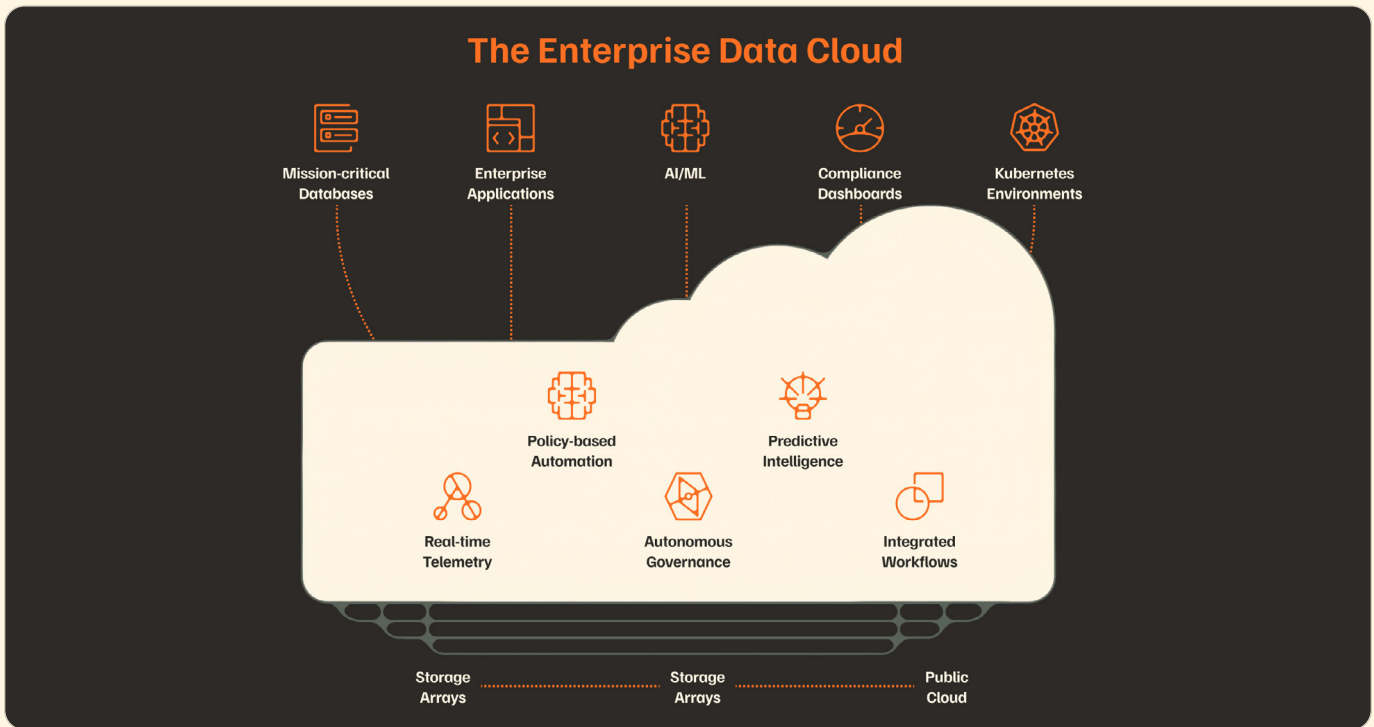 The Enterprise Data Cloud
Mission-critical
Databases
Enterprise
Applications
AI/ML
Compliance
Dashboards
Kubernetes
Environments
Policy-based
Automation
Predictive
Intelligence
Real-time
Telemetry
Autonomous
Governance
Integrated
Workflows
Storage
Arrays
Storage
Arrays
Public
Cloud